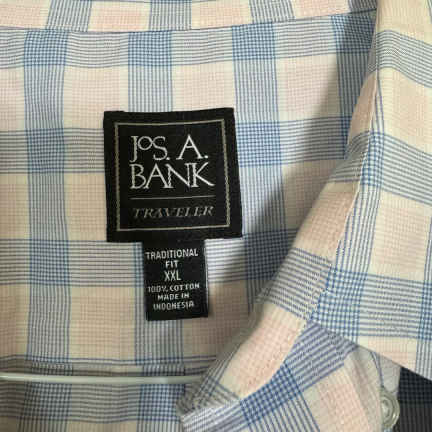 JOS. A.
BANK
TRAVELER
TRADITIONAL
FIT
XXL
100% COTTON
MADE IN
INDONESIA